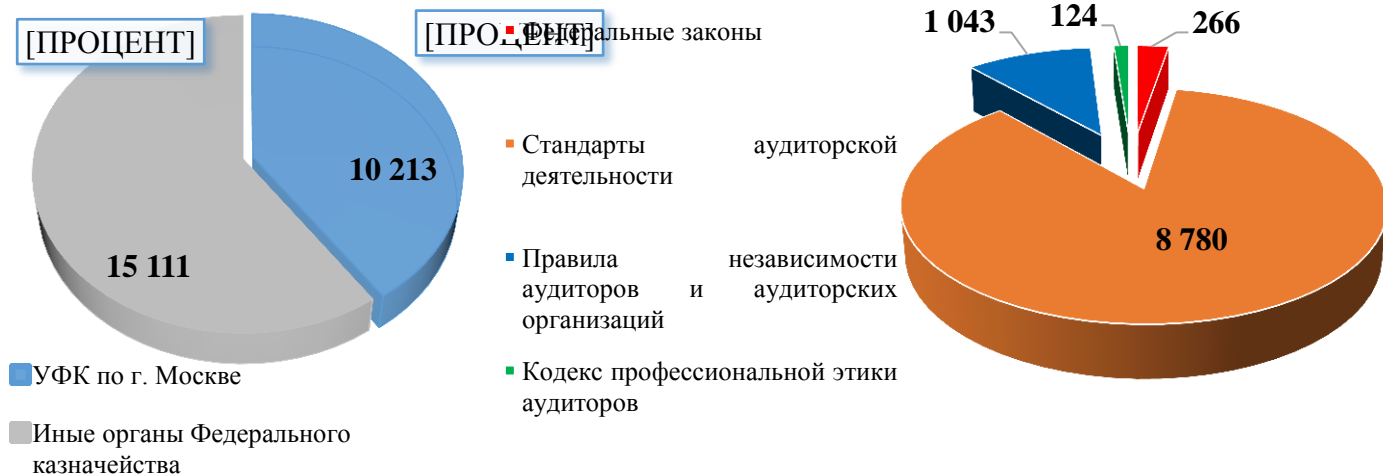 [ПРОЦЕНТ]
[ПРОЦЕНТ]
10 213
15 111
УФК по г. Москве
Иные органы Федерального
казначейства
Федеральные законы
Стандарты аудиторской
деятельности
Правила независимости
аудиторов и аудиторских
организаций
Кодекс профессиональной этики
аудиторов
1 043
124
266
8 780